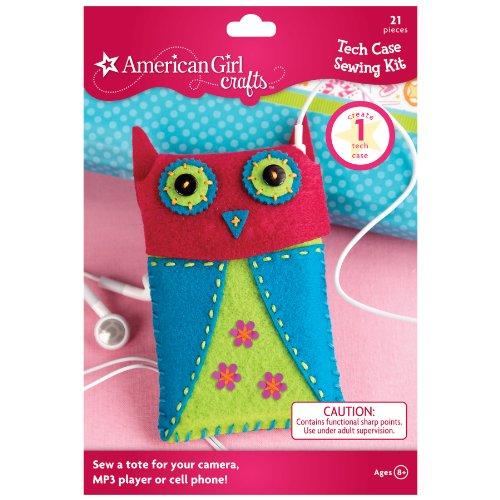 21
pieces
American Girl
crafts™
Tech Case
Sewing Kit
create
1
tech
case
CAUTION:
Contains functional sharp points.
Use under adult supervision.
Sew a tote for your camera,
MP3 player or cell phone!
Ages 8+